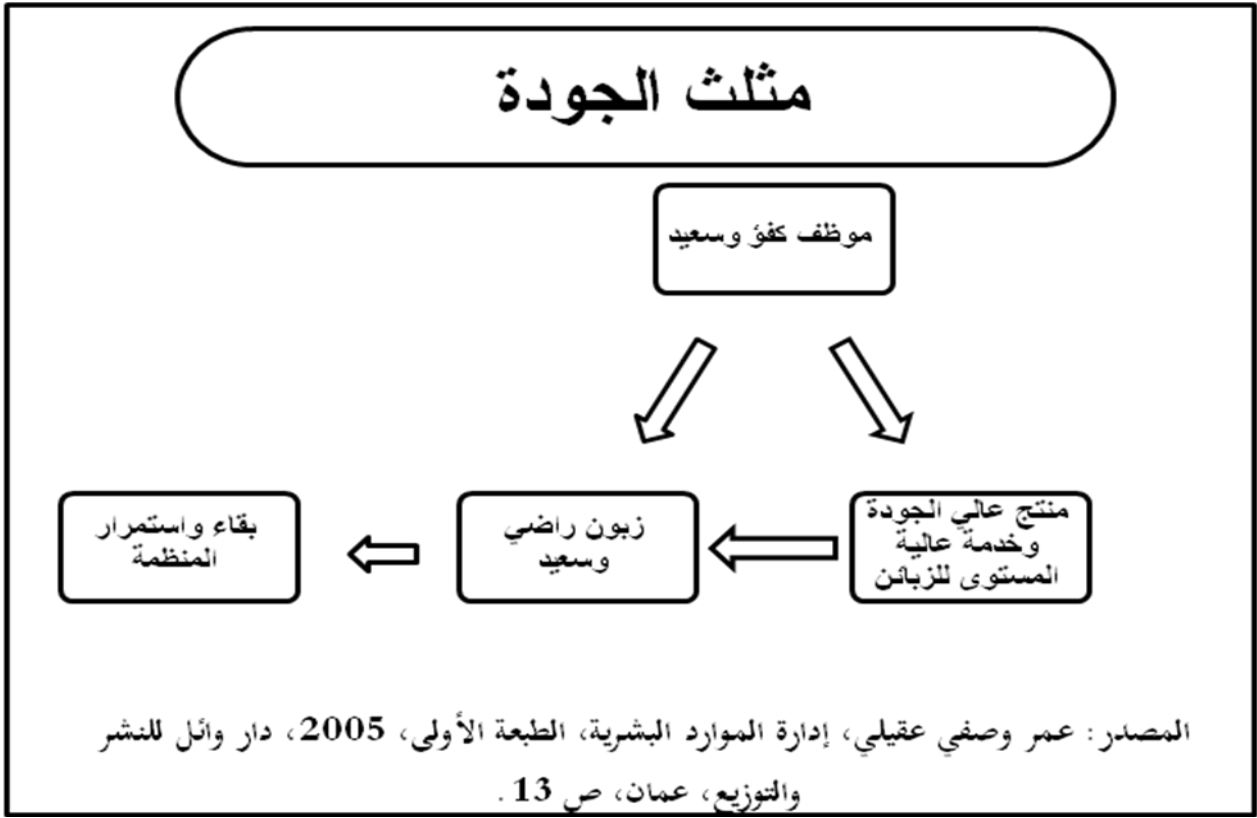 مثلث الجودة
موظف كفؤ وسعيد
منتج عالي الجودة
وخدمة عالية
المستوى للزبائن
زبون راضي
وسعيد
بقاء واستمرار
المنظمة
المصدر: عمر وصفي عقيلي، إدارة الموارد البشرية، الطبعة الأولى، 2005، دار وائل للنشر
والتوزيع، عمان، ص 13.